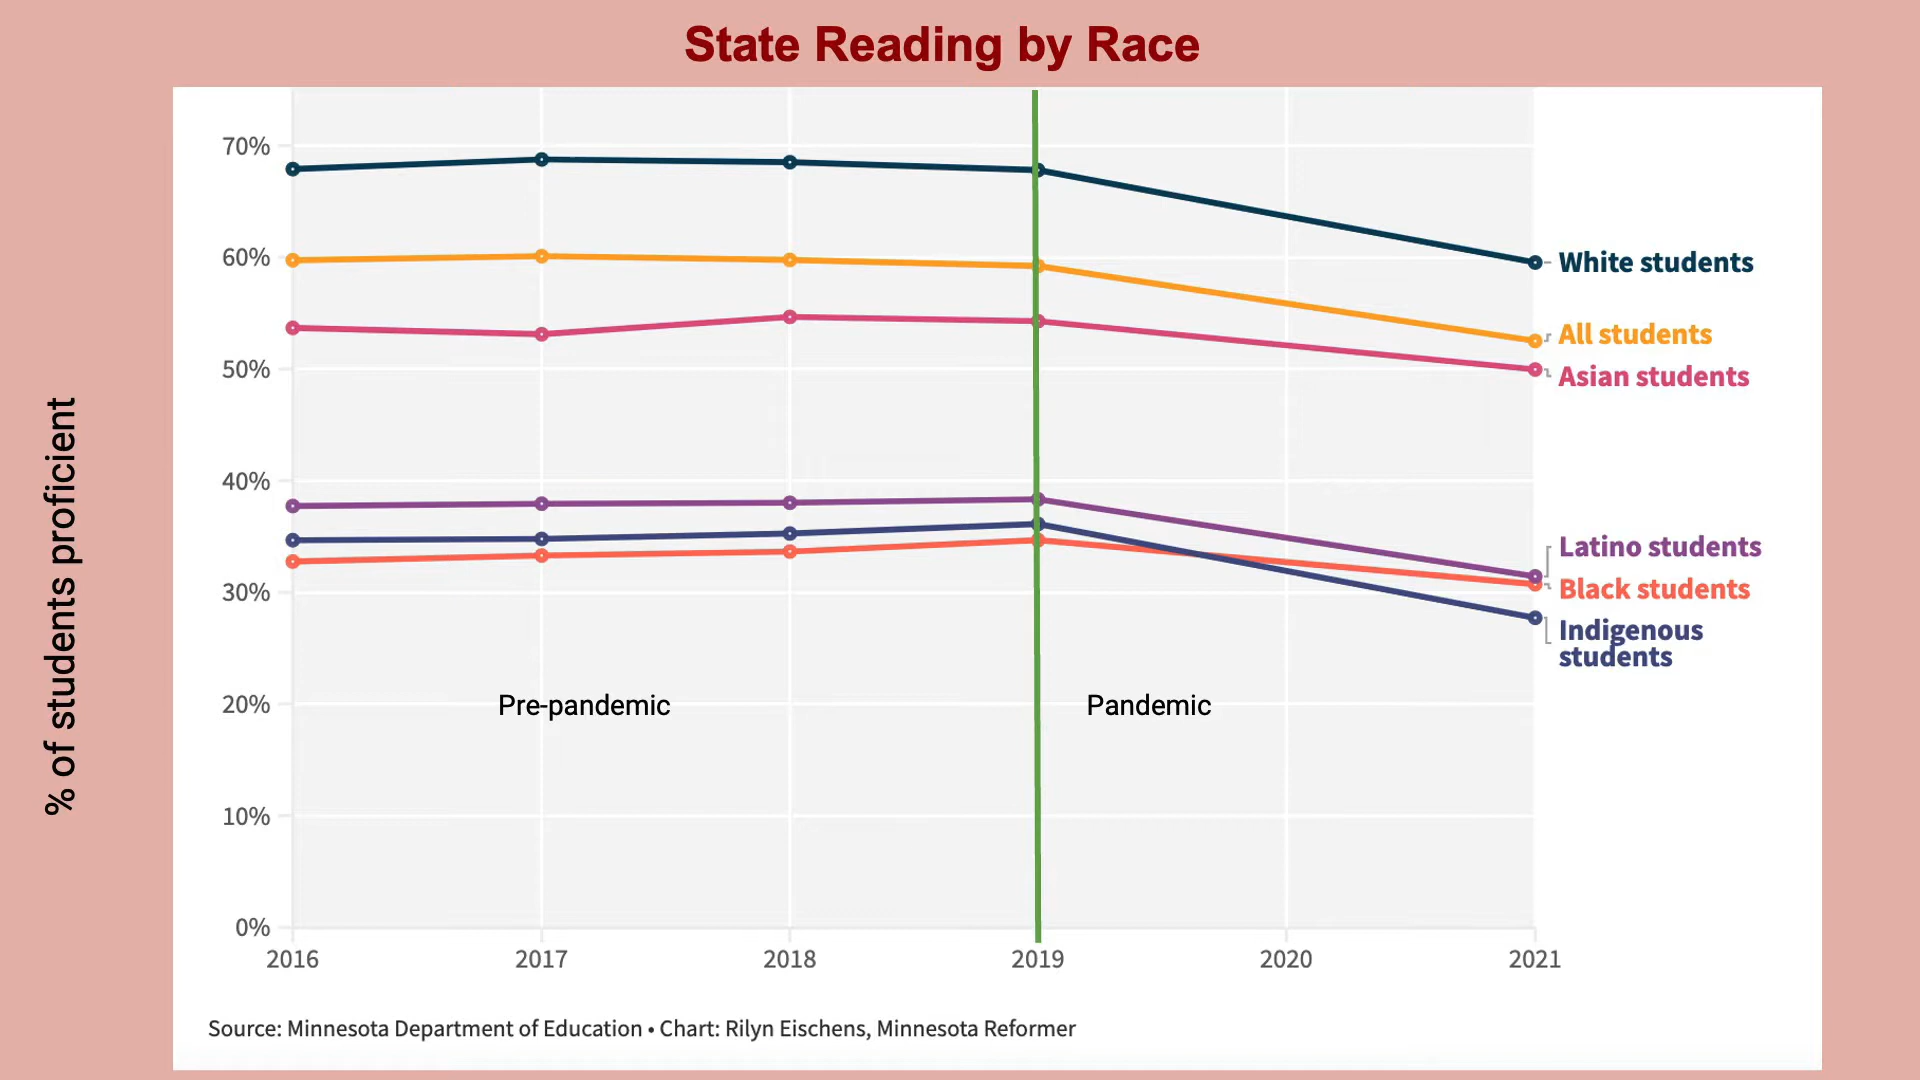 State Reading by Race
% of students proficient
70%
60%
50%
40%
30%
20%
10%
0%
White students
All students
Asian students
Latino students
Black students
Indigenous
students
Pre-pandemic
Pandemic
2016 2017 2018 2019 2020 2021
Source: Minnesota Department of Education • Chart: Rilyn Eischens, Minnesota Reformer